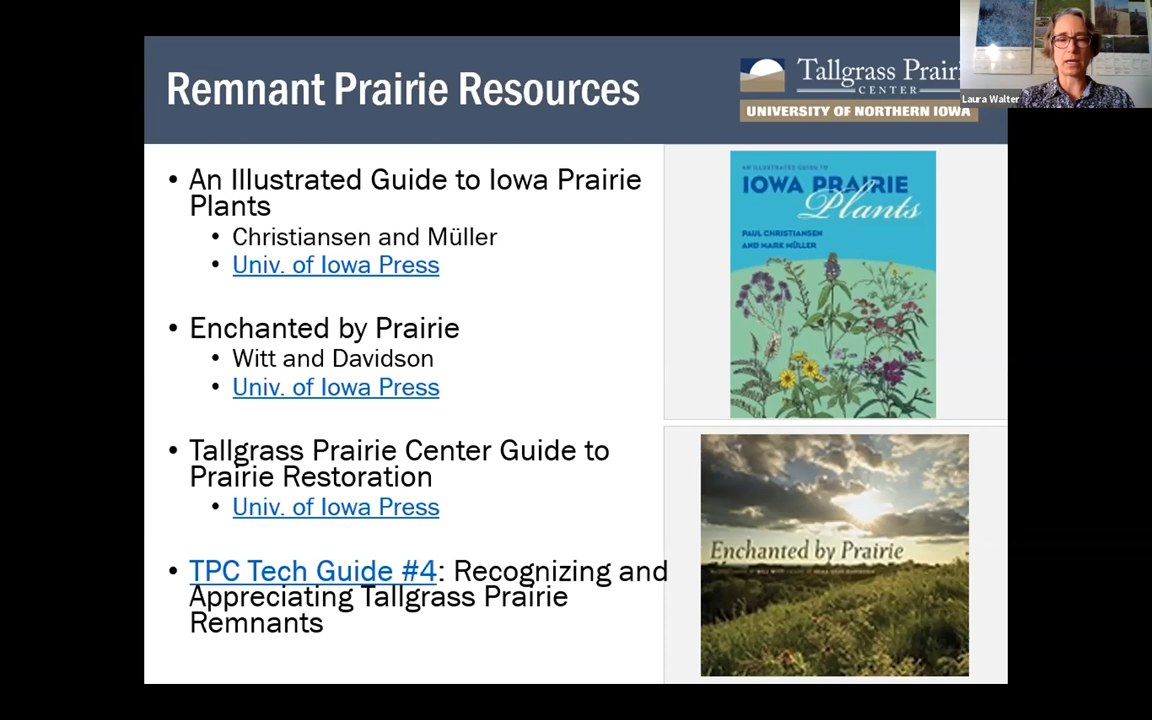 Remnant Prairie Resources
Tallgrass Prairi
CENTER
UNIVERSITY OF NORTHERN IOWA
Laura Walter
• An Illustrated Guide to Iowa Prairie
Plants
• Christiansen and Müller
• Univ. of Iowa Press
• Enchanted by Prairie
• Witt and Davidson
• Univ. of Iowa Press
• Tallgrass Prairie Center Guide to
Prairie Restoration
• Univ. of Iowa Press
• TPC Tech Guide #4: Recognizing and
Appreciating Tallgrass Prairie
Remnants
AN ILLUSTRATED GUIDE TO
IOWA PRAIRIE
Plants
PAUL CHRISTIANSEN
AND MARK MÜLLER
Enchanted by Prairie